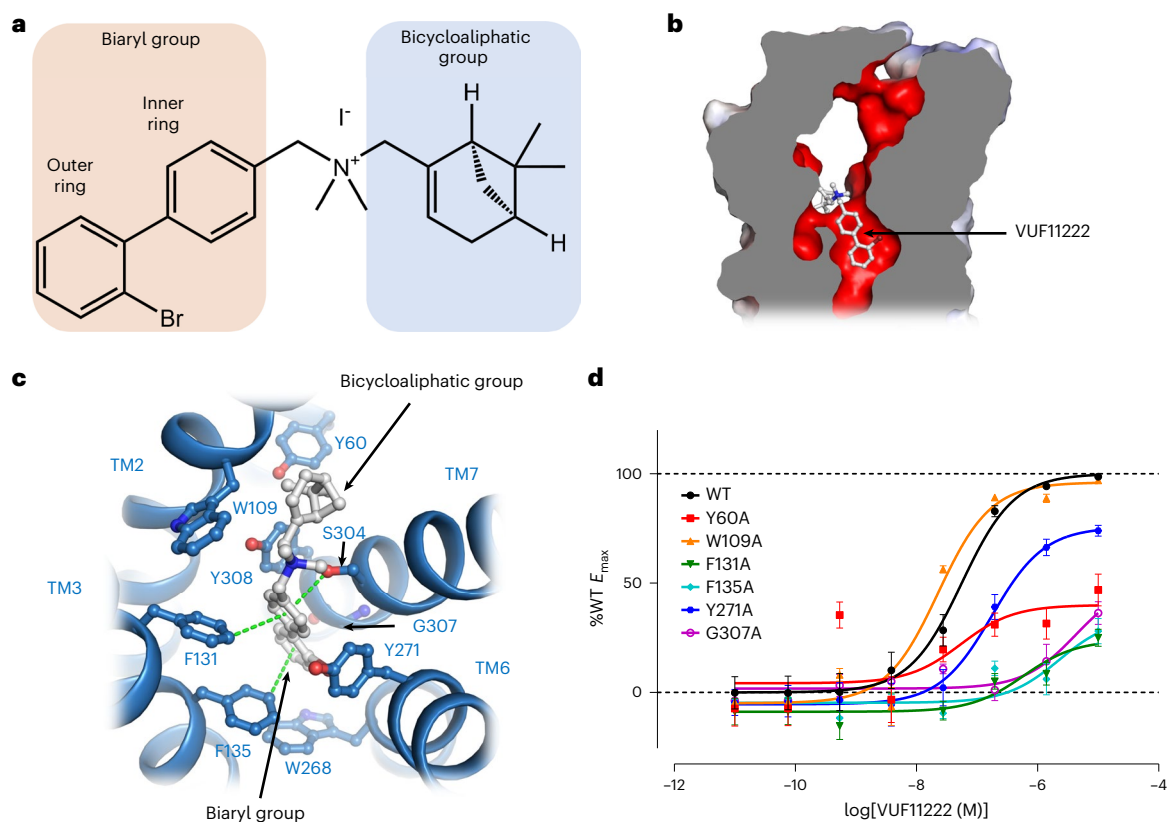 a
Biaryl group
Bicycloaliphatic
group
Inner
ring
Outer
ring
H
I-
N+
H
Br
b
VUF11222
c
Bicycloaliphatic group
Y60
TM2
TM7
W109
S304
Y308
TM3
G307
F131
Y271
TM6
F135
W268
Biaryl group
d
%WT Emax
100
50
0
WT
Y60A
W109A
F131A
F135A
Y271A
G307A
−12
−10
−8
−6
−4
log[VUF11222 (M)]